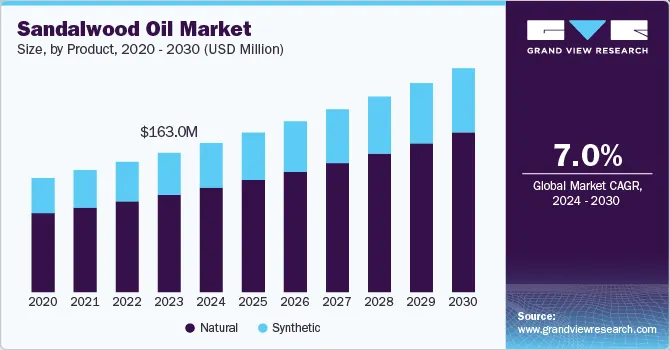 Sandalwood Oil Market
Size, by Product, 2020 - 2030 (USD Million)
$163.0M
2020 2021 2022 2023 2024 2025 2026 2027 2028 2029 2030
Natural Synthetic
GVR
GRAND VIEW RESEARCH
7.0%
Global Market CAGR,
2024 - 2030
Source:
www.grandviewresearch.com